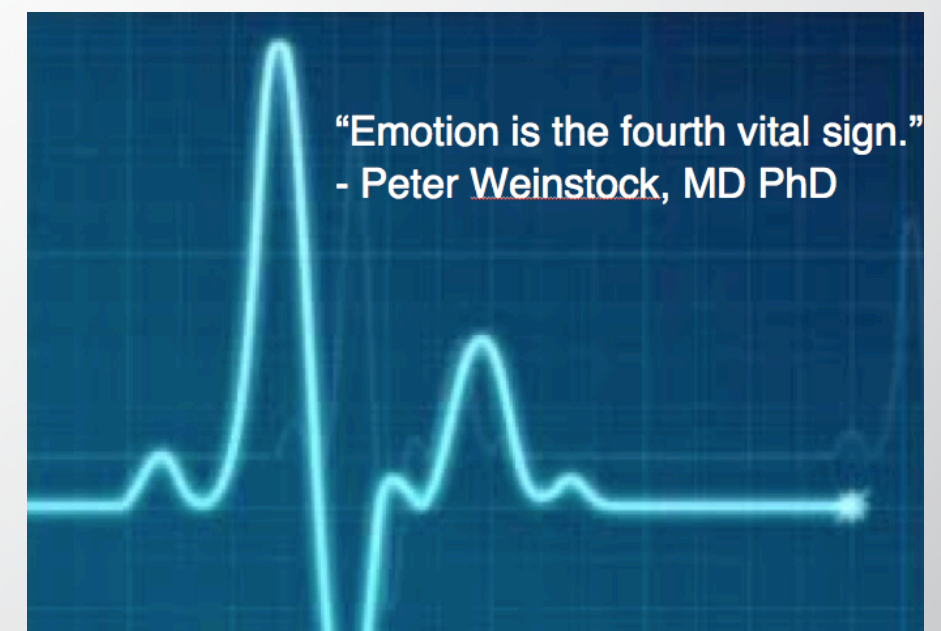 “Emotion is the fourth vital sign.”
- Peter Weinstock, MD PhD